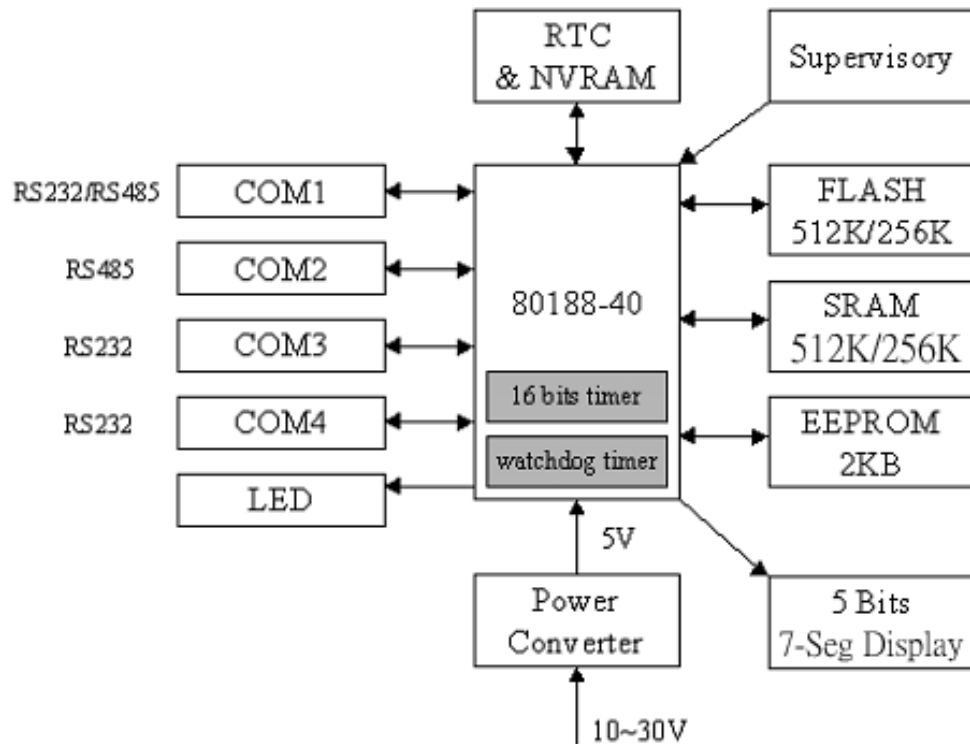 RTC
& NVRAM
Supervisory
RS232/RS485
COM1
FLASH
512K/256K
RS485
COM2
80188-40
SRAM
512K/256K
RS232
COM3
16 bits timer
RS232
COM4
EEPROM
2KB
watchdog timer
LED
5V
Power
Converter
5 Bits
7-Seg Display
10~30V